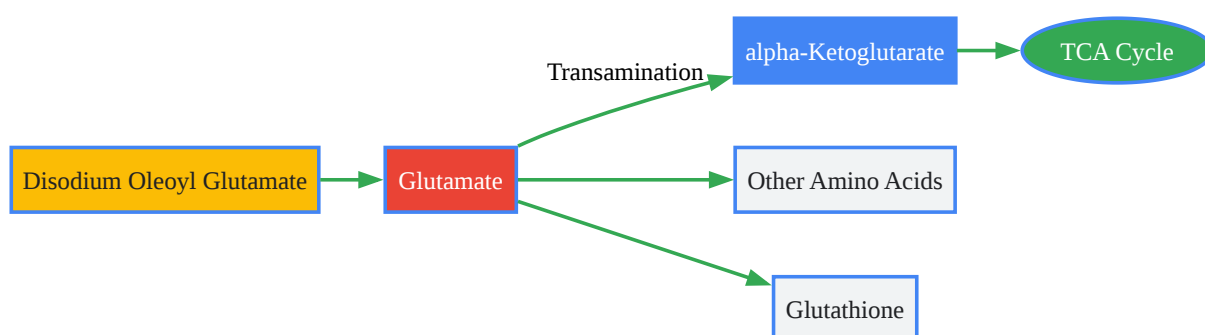 Transamination
alpha-Ketoglutarate
TCA Cycle
Disodium Oleoyl Glutamate
Glutamate
Other Amino Acids
Glutathione